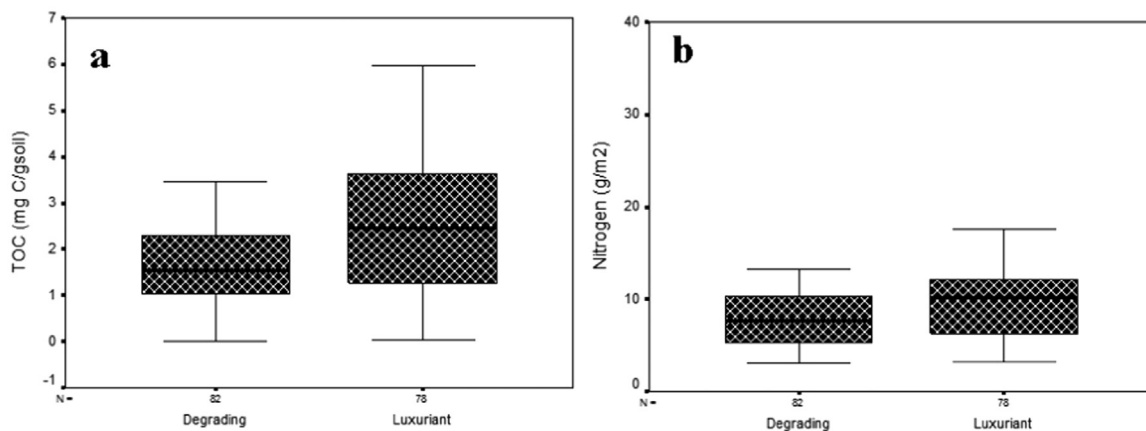 a
TOC (mg C/gsoil)
7
6
5
4
3
2
1
0
-1
N =
82
78
Degrading
Luxuriant
b
Nitrogen (g/m2)
40
30
20
10
0
N =
82
78
Degrading
Luxuriant